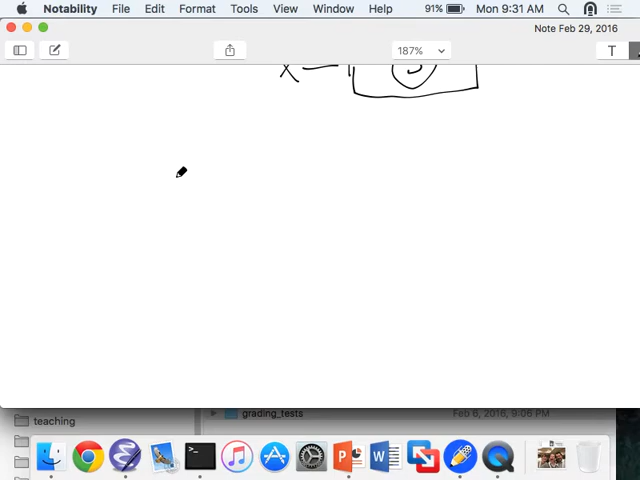 Notability File Edit Format Tools View Window Help 91% Mon 9:31 AM
Note Feb 29, 2016
187% T
x
teaching
grading_tests Feb 6, 2016, 9:06 PM